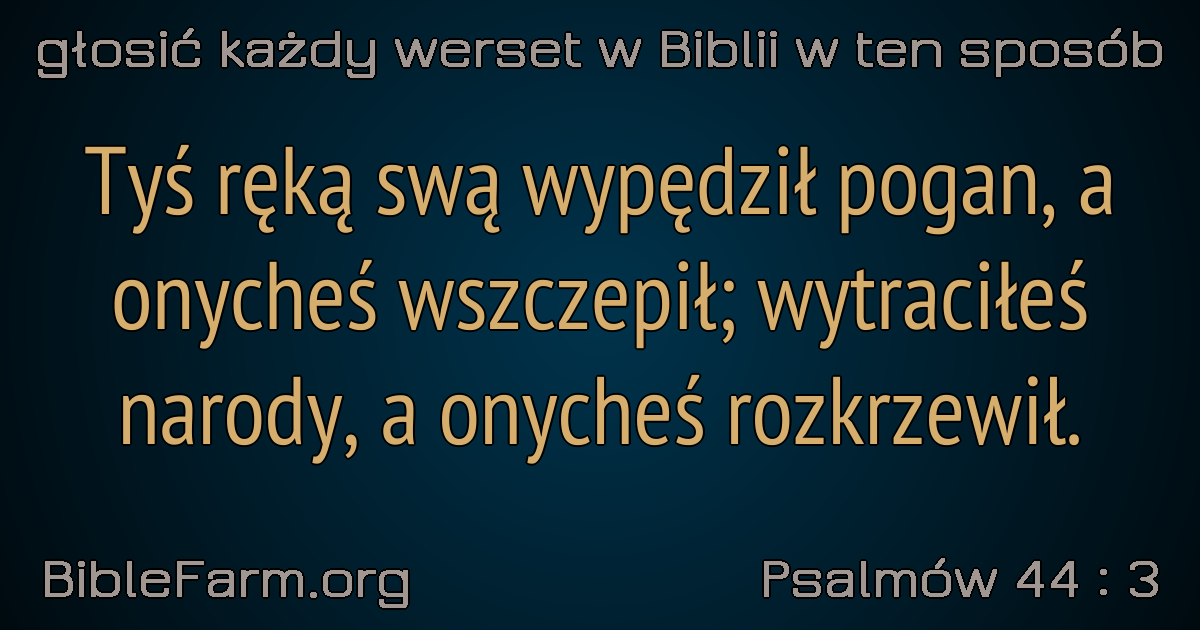 głosić każdy werset w Biblii w ten sposób
Tyś ręką swą wypędził pogan, a
onycheś wszczepił; wytraciłeś
narody, a onycheś rozkrzewił.
BibleFarm.org
Psalmów 44 : 3